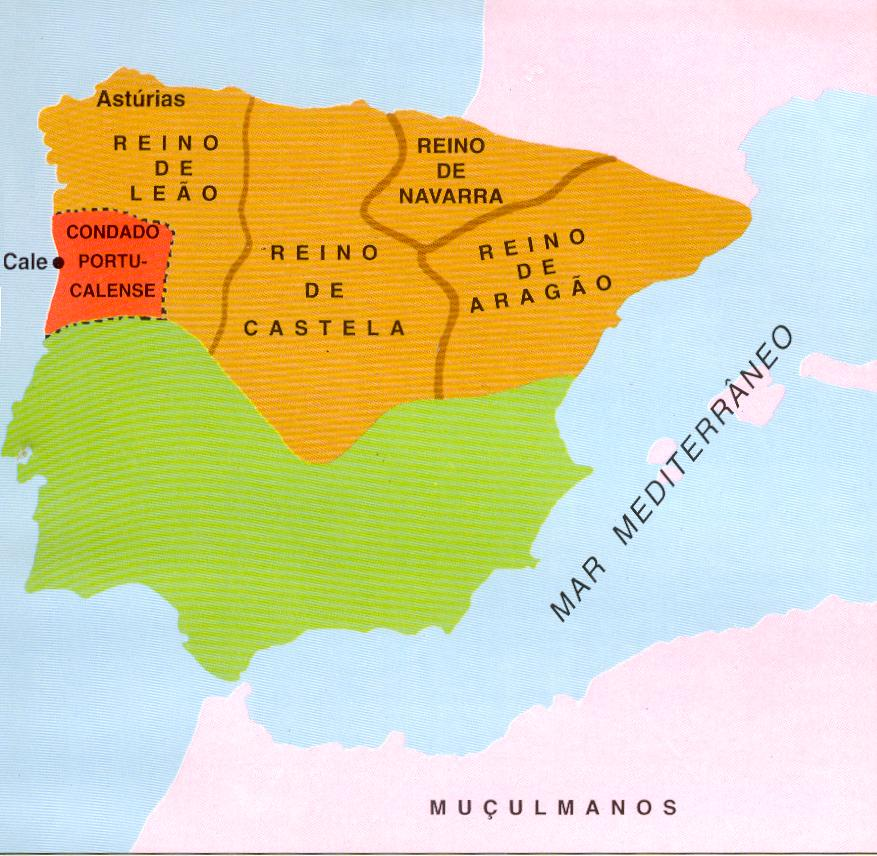 Astúrias
REINO
DE
LEÃO
REINO
DE
NAVARRA
CONDADO
PORTU-
CALENSE
Cale
REINO
DE
CASTELA
REINO
DE
ARAGÃO
MAR MEDITERRÂNEO
MUÇULMANOS